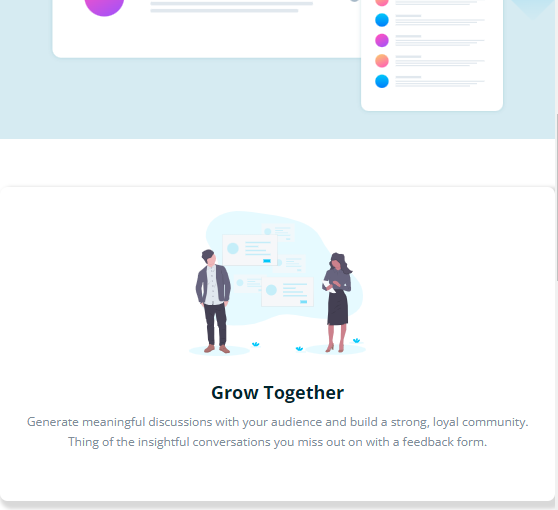 Grow Together
Generate meaningful discussions with your audience and build a strong, loyal community.
Thing of the insightful conversations you miss out on with a feedback form.